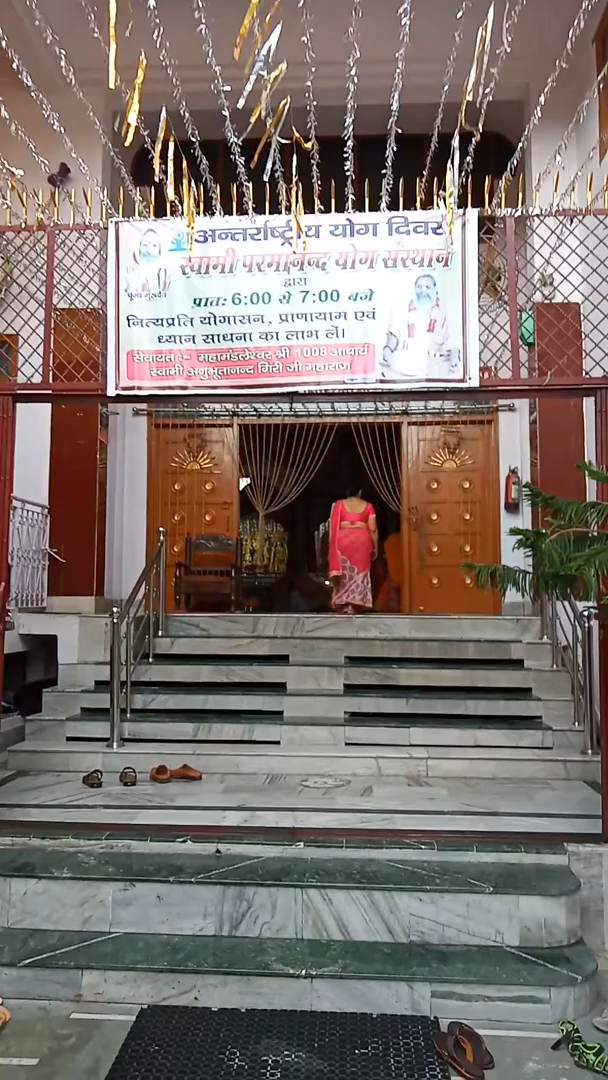 अन्तर्राष्ट्रीय योग दिवस
स्वामी परमानन्द योग संस्थान
द्वारा
पूज्य गुरुदेव
प्रातः 6:00 से 7:00 बजे
नित्यप्रति योगासन, प्राणायाम एवं
ध्यान साधना का लाभ लें।
सेवायत :- महामंडलेश्वर श्री 1008 आचार्य
स्वामी अनुभूतानन्द गिरी जी महाराज